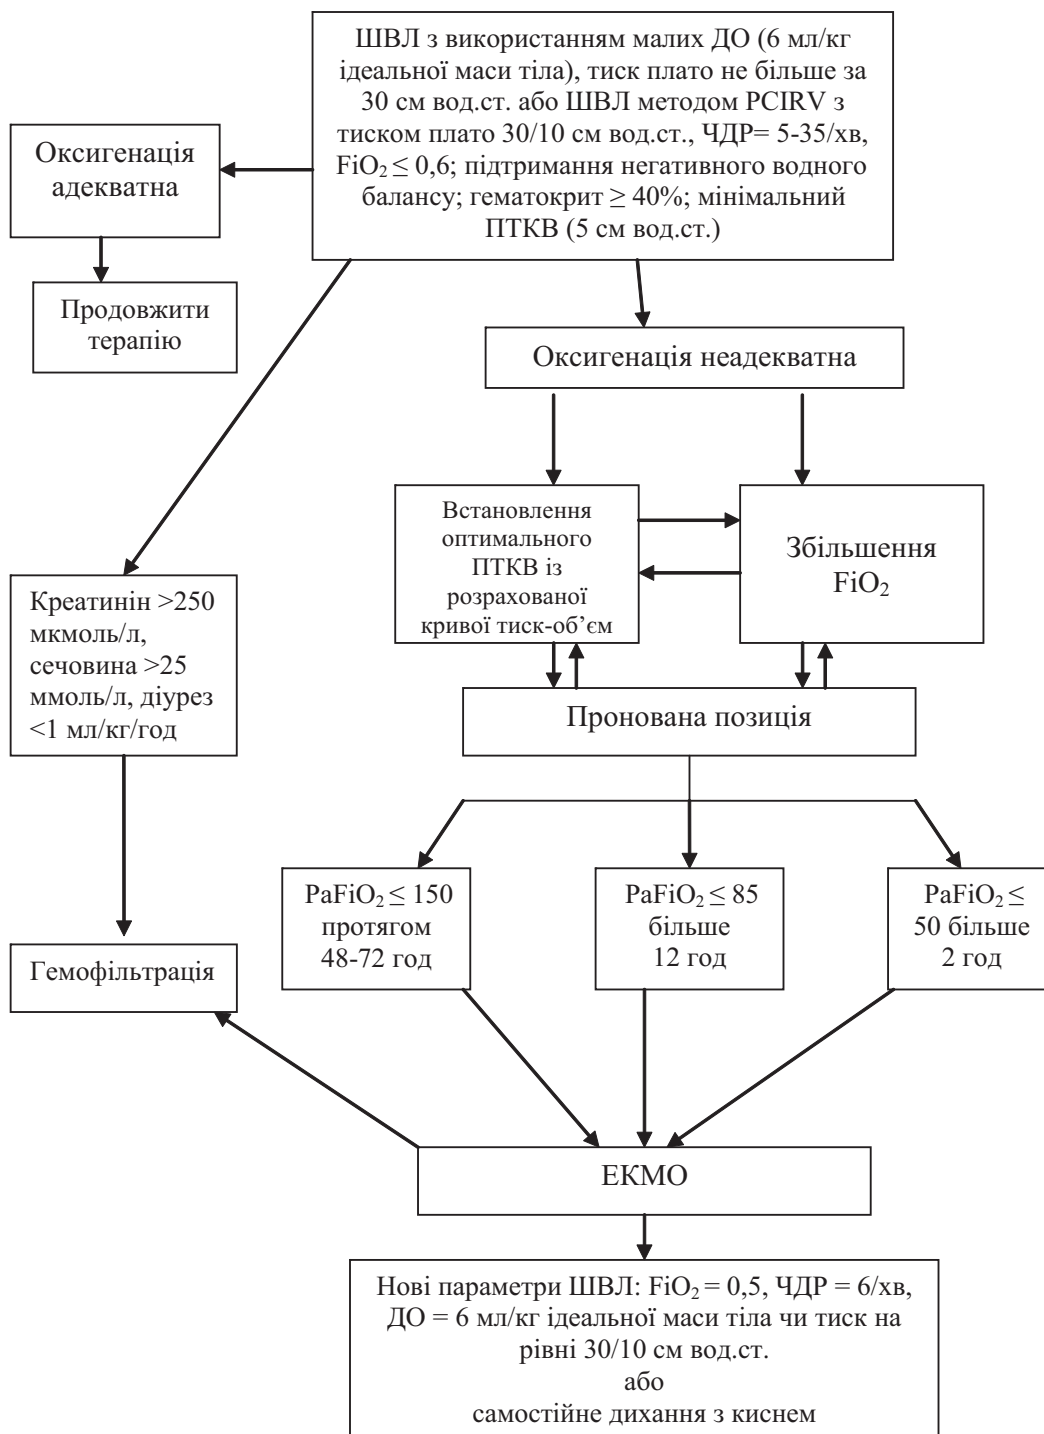 ШВЛ з використанням малих ДО (6 мл/кг
ідеальної маси тіла), тиск плато не більше за
30 см вод.ст. або ШВЛ методом PCIRV з
тиском плато 30/10 см вод.ст., ЧДР= 5-35/хв,
FiO₂ ≤ 0,6; підтримання негативного водного
балансу; гематокрит ≥ 40%; мінімальний
ПТКВ (5 см вод.ст.)
Оксигенація
адекватна
Продовжити
терапію
Оксигенація неадекватна
Встановлення
оптимального
ПТКВ із
розрахованої
кривої тиск-об’єм
Збільшення
FiO₂
Креатинін >250
мкмоль/л,
сечовина >25
ммоль/л, діурез
<1 мл/кг/год
Пронована позиція
PaFiO₂ ≤ 150
протягом
48-72 год
PaFiO₂ ≤ 85
більше
12 год
PaFiO₂ ≤
50 більше
2 год
Гемофільтрація
ЕКМО
Нові параметри ШВЛ: FiO₂ = 0,5, ЧДР = 6/хв,
ДО = 6 мл/кг ідеальної маси тіла чи тиск на
рівні 30/10 см вод.ст.
або
самостійне дихання з киснем